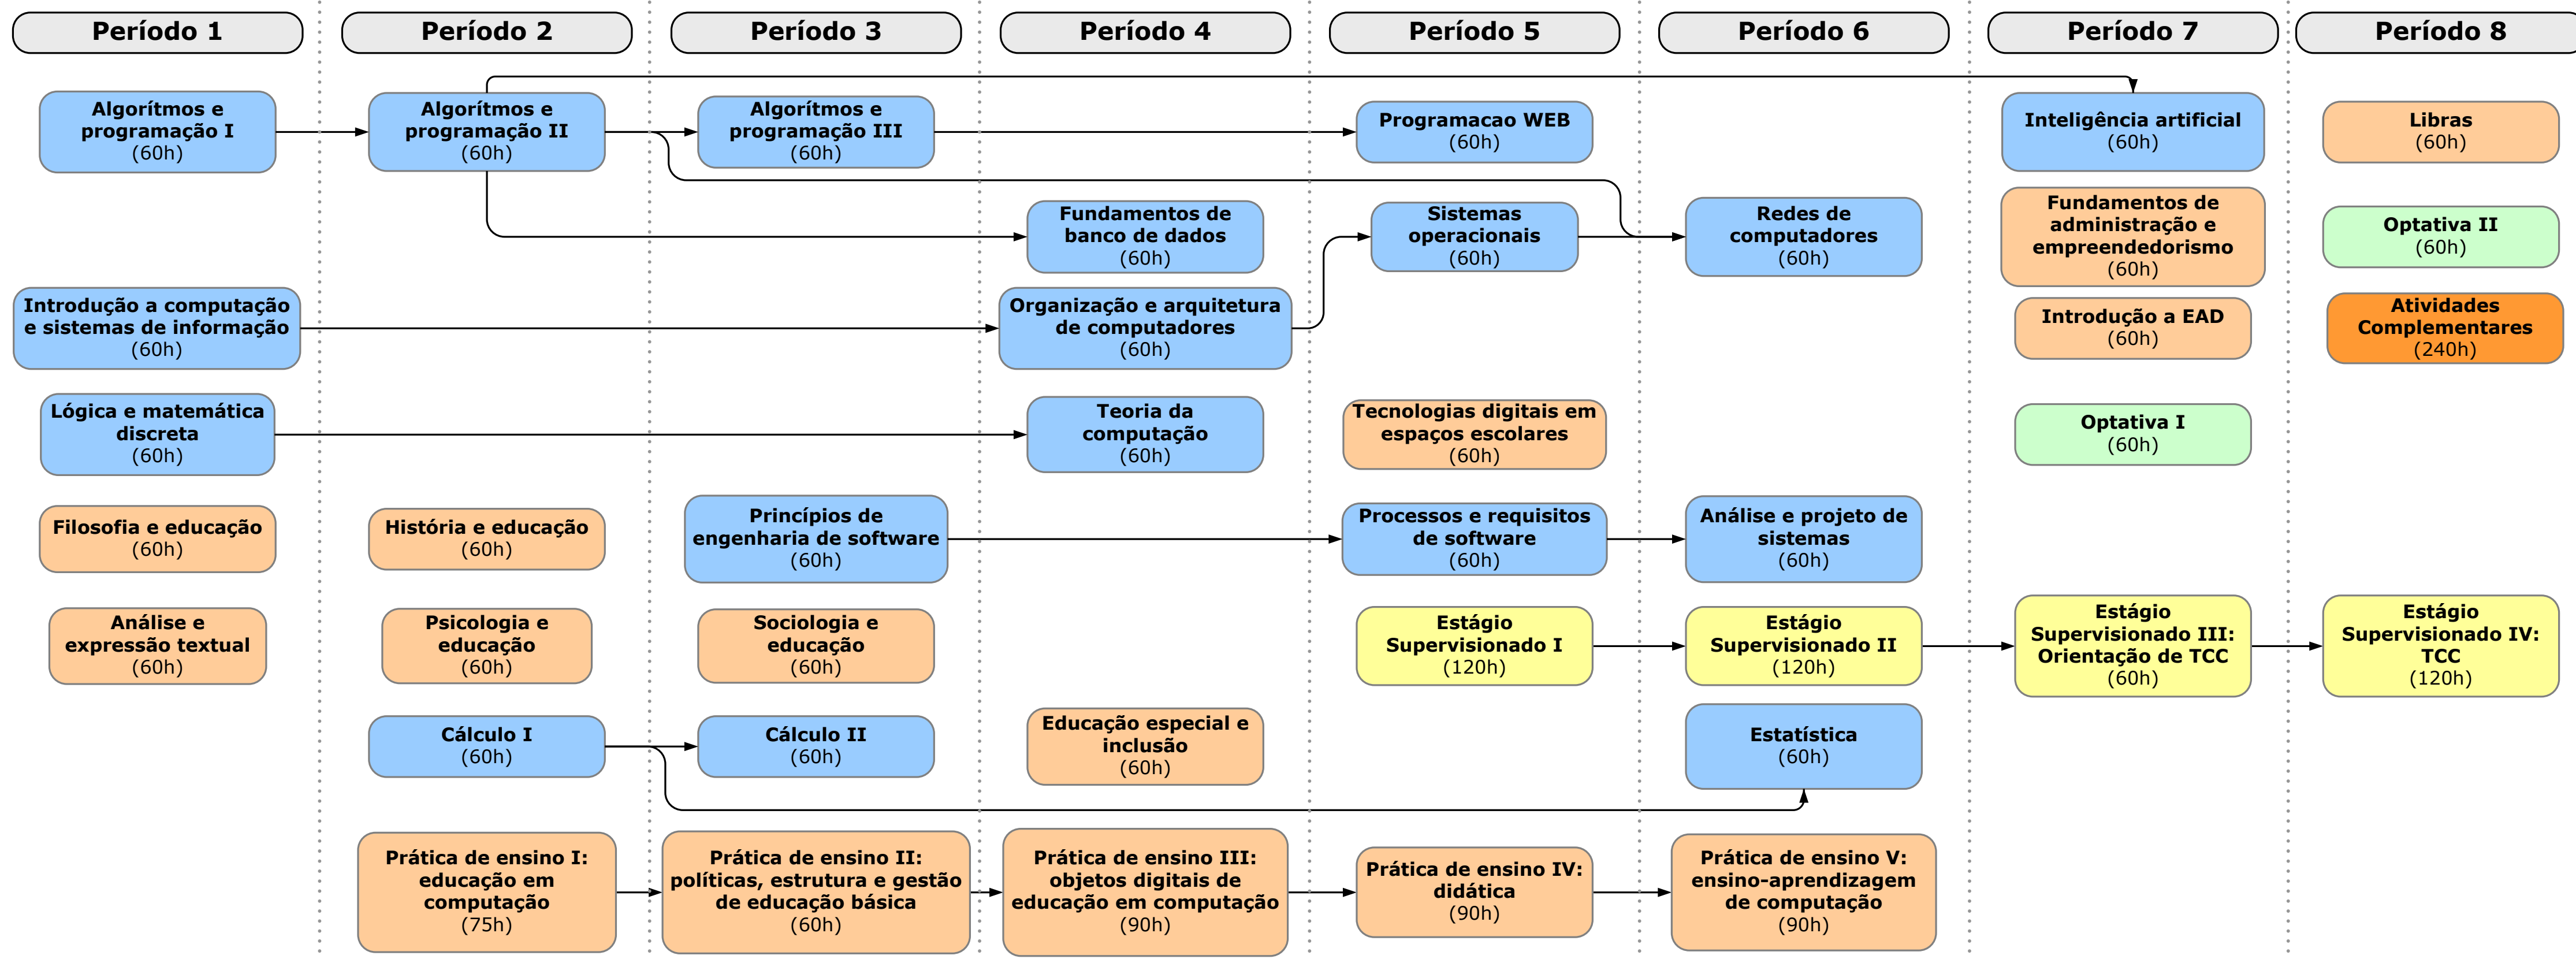 Período 1
Período 2
Período 3
Período 4
Período 5
Período 6
Período 7
Período 8
Algorítmos e
programação I
(60h)
Algorítmos e
programação II
(60h)
Algorítmos e
programação III
(60h)
Programacao WEB
(60h)
Inteligência artificial
(60h)
Libras
(60h)
Fundamentos de
banco de dados
(60h)
Sistemas
operacionais
(60h)
Redes de
computadores
(60h)
Fundamentos de
administração e
empreendedorismo
(60h)
Optativa II
(60h)
Introdução a computação
e sistemas de informação
(60h)
Organização e arquitetura
de computadores
(60h)
Introdução a EAD
(60h)
Atividades
Complementares
(240h)
Lógica e matemática
discreta
(60h)
Teoria da
computação
(60h)
Tecnologias digitais em
espaços escolares
(60h)
Optativa I
(60h)
Filosofia e educação
(60h)
História e educação
(60h)
Princípios de
engenharia de software
(60h)
Processos e requisitos
de software
(60h)
Análise e projeto de
sistemas
(60h)
Análise e
expressão textual
(60h)
Psicologia e
educação
(60h)
Sociologia e
educação
(60h)
Estágio
Supervisionado I
(120h)
Estágio
Supervisionado II
(120h)
Estágio
Supervisionado III:
Orientação de TCC
(60h)
Estágio
Supervisionado IV:
TCC
(120h)
Cálculo I
(60h)
Cálculo II
(60h)
Educação especial e
inclusão
(60h)
Estatística
(60h)
Prática de ensino I:
educação em
computação
(75h)
Prática de ensino II:
políticas, estrutura e gestão
de educação básica
(60h)
Prática de ensino III:
objetos digitais de
educação em computação
(90h)
Prática de ensino IV:
didática
(90h)
Prática de ensino V:
ensino-aprendizagem
de computação
(90h)